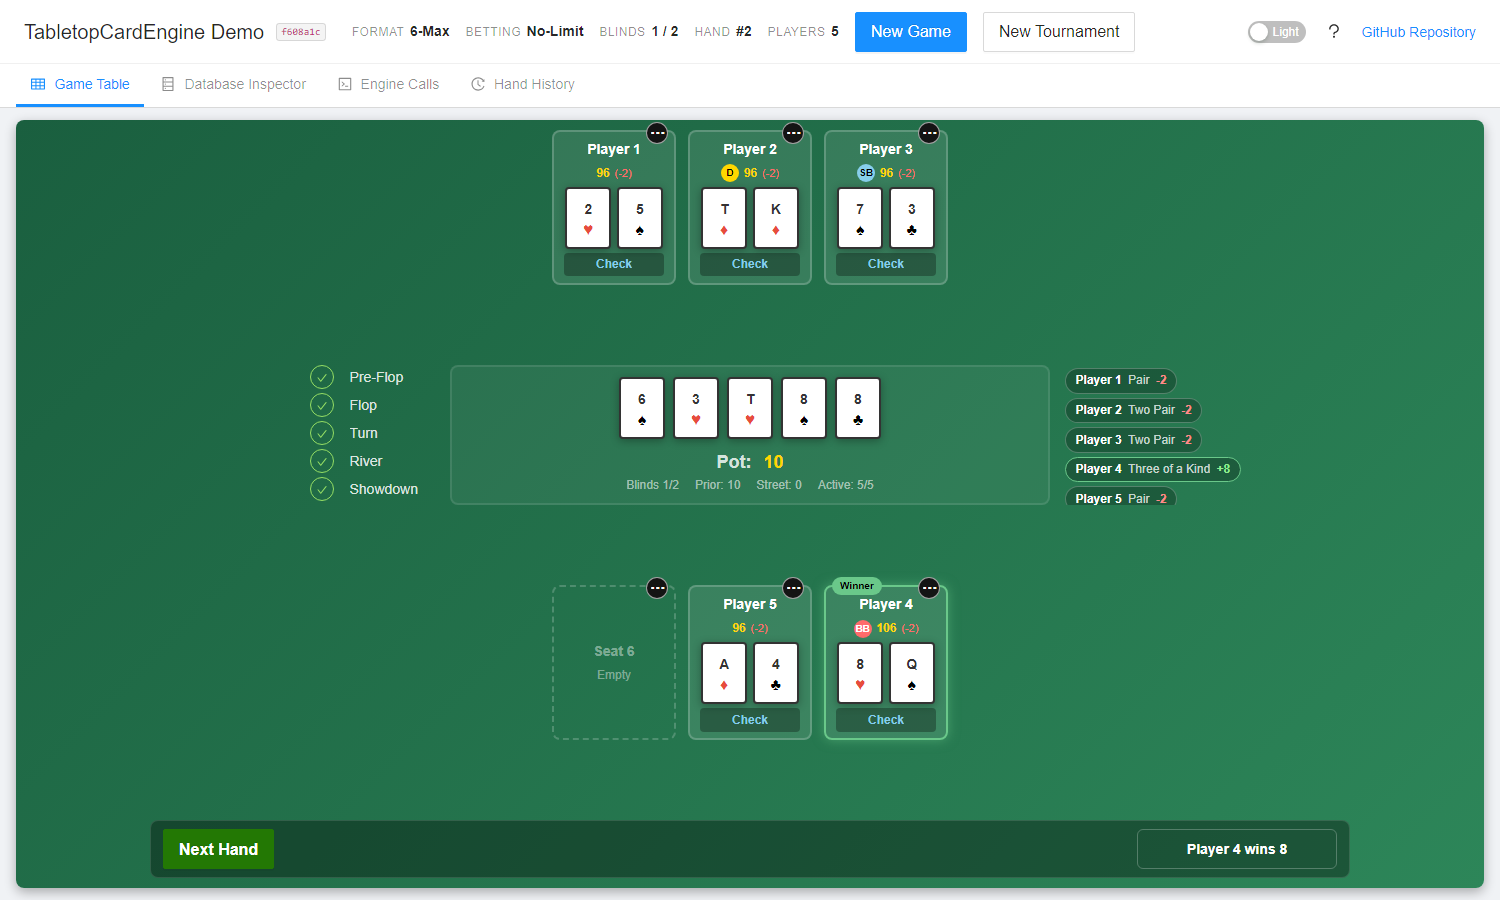 TabletopCardEngine Demo f608a1c FORMAT 6-Max BETTING No-Limit BLINDS 1 / 2 HAND #2 PLAYERS 5 New Game New Tournament Light ? GitHub Repository
Game Table Database Inspector Engine Calls Hand History
Player 1 Player 2 Player 3
96 (-2) D 96 (-2) SB 96 (-2)
2 5 T K 7 3
♥ ♠ ♦ ♦ ♠ ♣
Check Check Check
Pre-Flop
Flop
Turn
River
Showdown
6 3 T 8 8
♠ ♥ ♥ ♠ ♣
Pot: 10
Blinds 1/2 Prior: 10 Street: 0 Active: 5/5
Player 1 Pair -2
Player 2 Two Pair -2
Player 3 Two Pair -2
Player 4 Three of a Kind +8
Player 5 Pair -2
Winner
Player 5 Player 4
96 (-2) BB 106 (-2)
Seat 6
Empty
A 4 8 Q
♦ ♣ ♥ ♠
Check Check
Next Hand Player 4 wins 8